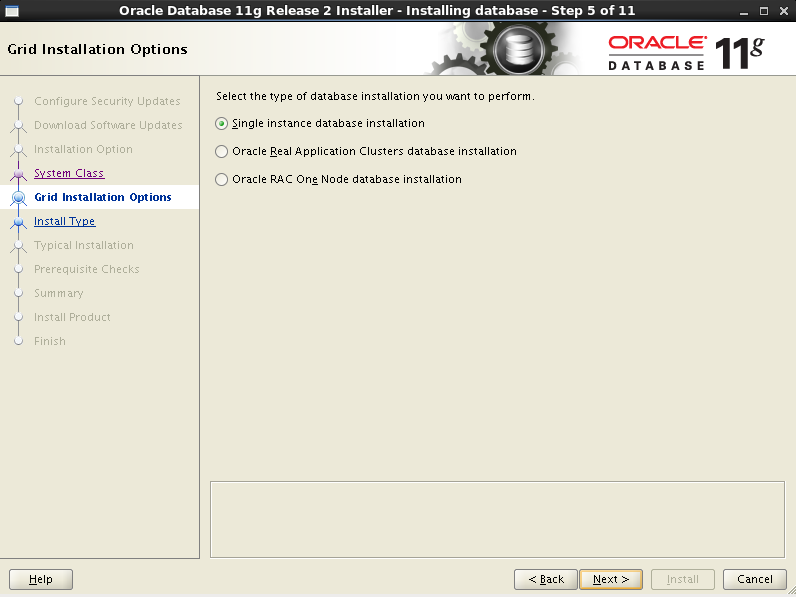 Oracle Database 11g Release 2 Installer - Installing database - Step 5 of 11
Grid Installation Options
ORACLE
DATABASE
11g
Configure Security Updates
Download Software Updates
Installation Option
System Class
Grid Installation Options
Install Type
Typical Installation
Prerequisite Checks
Summary
Install Product
Finish
Select the type of database installation you want to perform.
Single instance database installation
Oracle Real Application Clusters database installation
Oracle RAC One Node database installation
Help
< Back
Next >
Install
Cancel